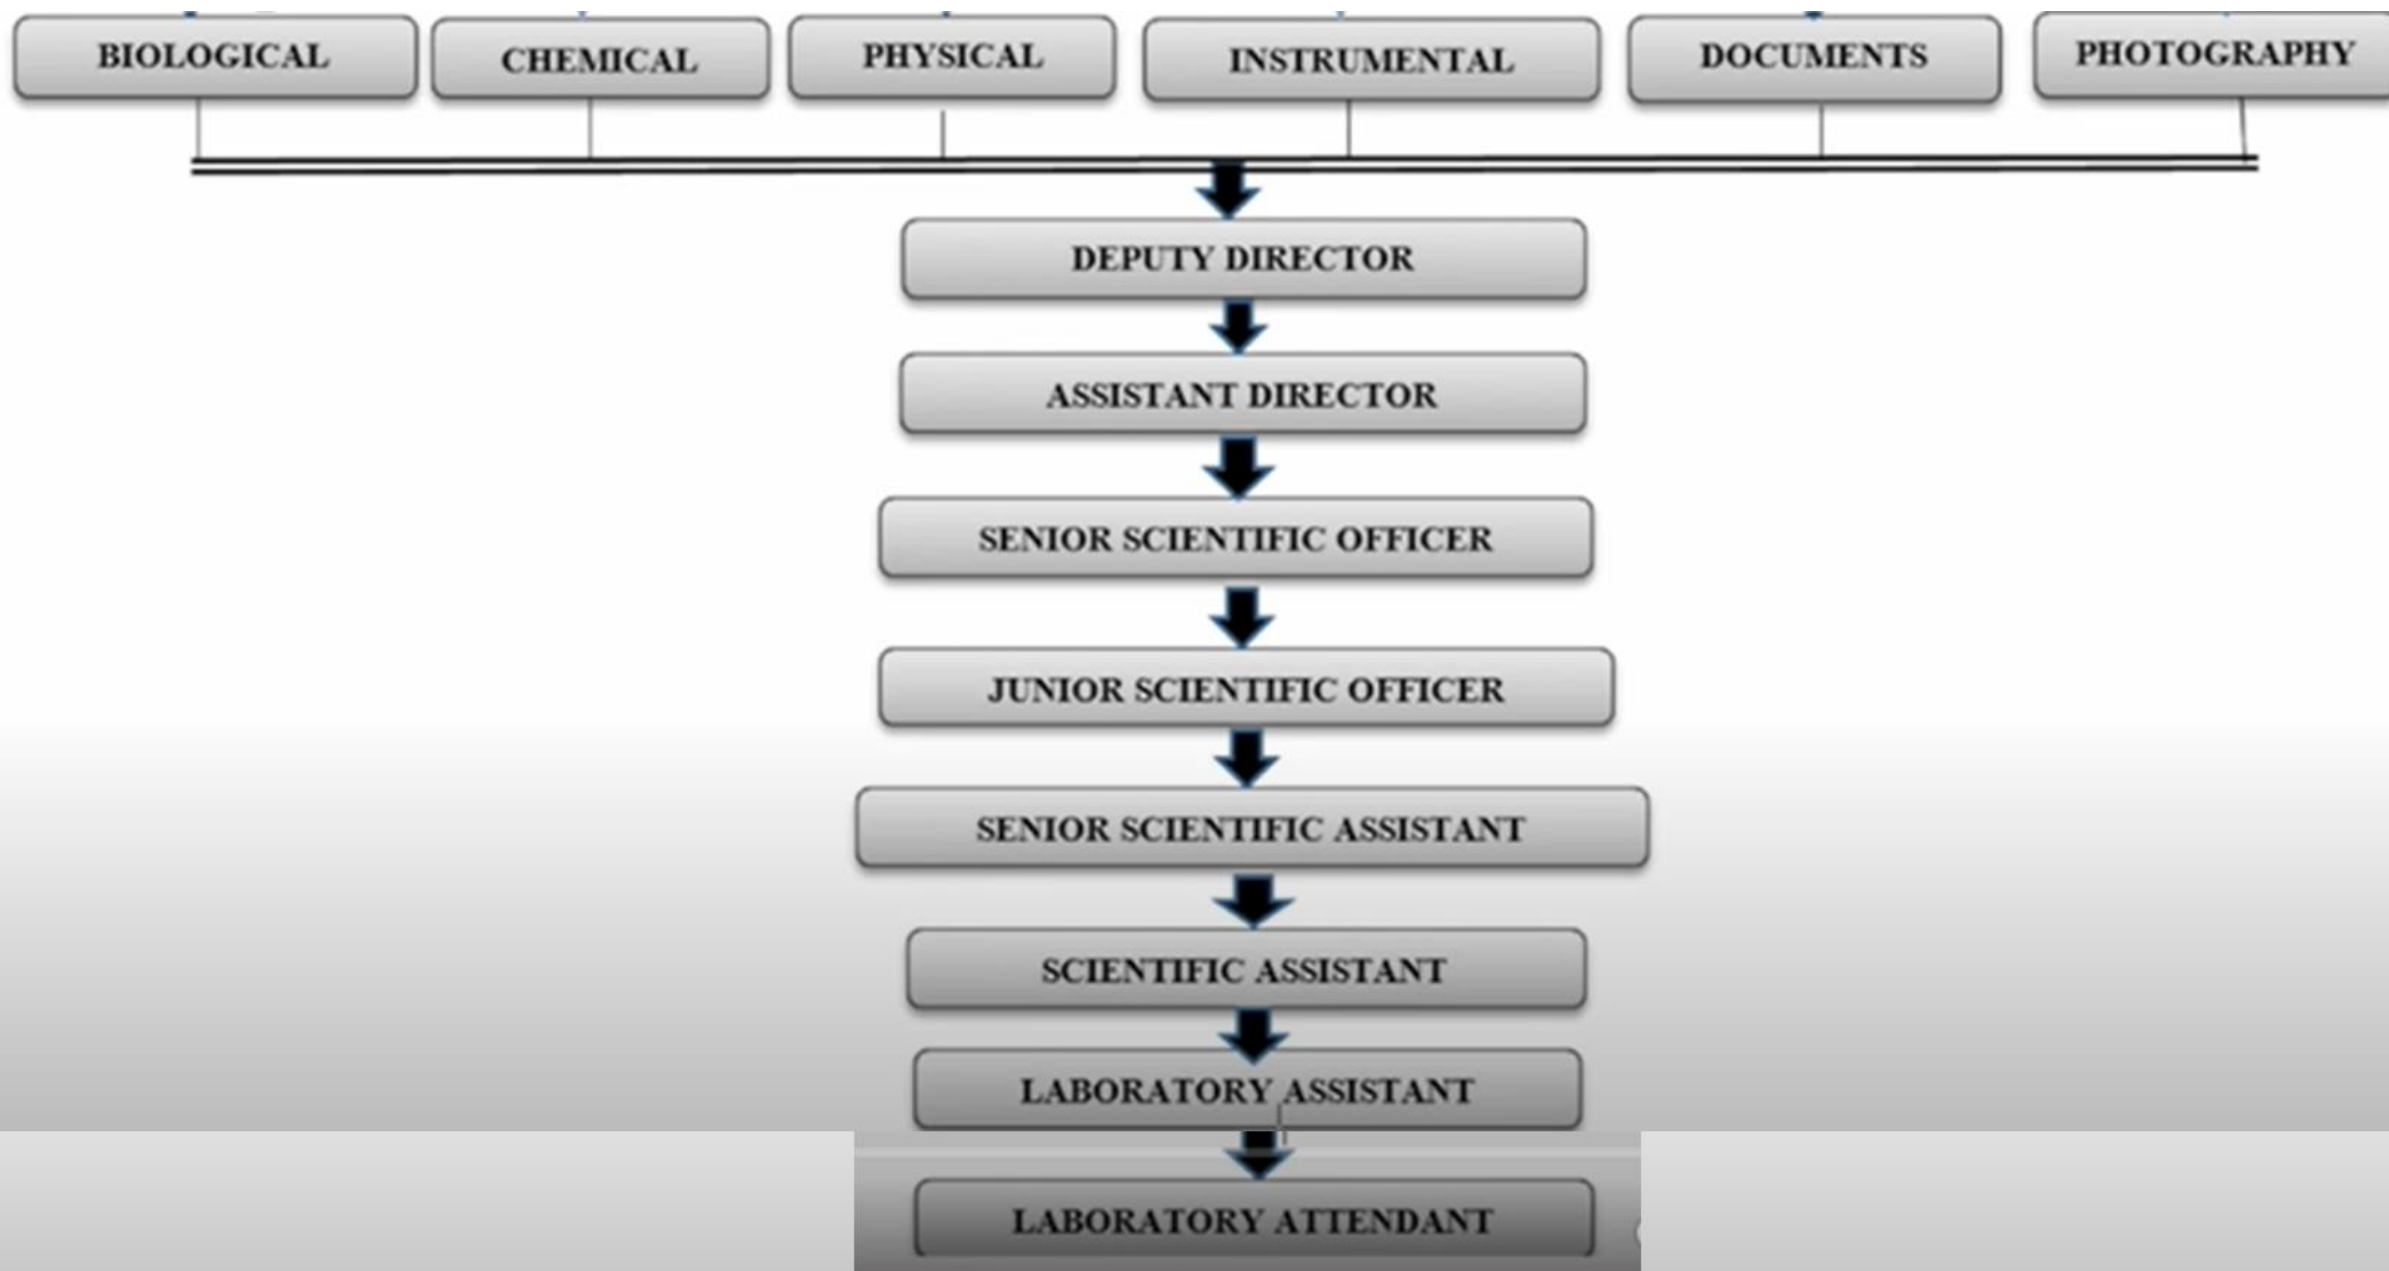 BIOLOGICAL
CHEMICAL
PHYSICAL
INSTRUMENTAL
DOCUMENTS
PHOTOGRAPHY
DEPUTY DIRECTOR
ASSISTANT DIRECTOR
SENIOR SCIENTIFIC OFFICER
JUNIOR SCIENTIFIC OFFICER
SENIOR SCIENTIFIC ASSISTANT
SCIENTIFIC ASSISTANT
LABORATORY ASSISTANT
LABORATORY ATTENDANT